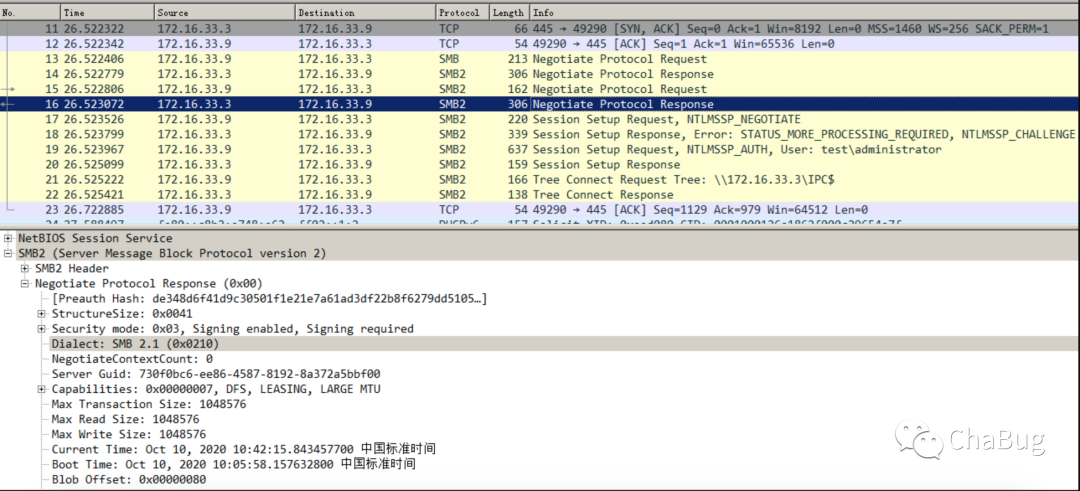 No. Time Source Destination Protocol Length Info
11 26.522322 172.16.33.3 172.16.33.9 TCP 66 445 → 49290 [SYN, ACK] Seq=0 Ack=1 Win=8192 Len=0 MSS=1460 WS=256 SACK_PERM=1
12 26.522342 172.16.33.9 172.16.33.3 TCP 54 49290 → 445 [ACK] Seq=1 Ack=1 Win=65536 Len=0
13 26.522406 172.16.33.9 172.16.33.3 SMB 213 Negotiate Protocol Request
14 26.522779 172.16.33.3 172.16.33.9 SMB2 306 Negotiate Protocol Response
15 26.522806 172.16.33.9 172.16.33.3 SMB2 162 Negotiate Protocol Request
16 26.523072 172.16.33.3 172.16.33.9 SMB2 306 Negotiate Protocol Response
17 26.523526 172.16.33.9 172.16.33.3 SMB2 220 Session Setup Request, NTLMSSP_NEGOTIATE
18 26.523799 172.16.33.3 172.16.33.9 SMB2 339 Session Setup Response, Error: STATUS_MORE_PROCESSING_REQUIRED, NTLMSSP_CHALLENGE
19 26.523967 172.16.33.9 172.16.33.3 SMB2 637 Session Setup Request, NTLMSSP_AUTH, User: test\administrator
20 26.525099 172.16.33.3 172.16.33.9 SMB2 159 Session Setup Response
21 26.525222 172.16.33.9 172.16.33.3 SMB2 166 Tree Connect Request Tree: \\172.16.33.3\IPC$
22 26.525421 172.16.33.3 172.16.33.9 SMB2 138 Tree Connect Response
23 26.722885 172.16.33.9 172.16.33.3 TCP 54 49290 → 445 [ACK] Seq=1129 Ack=979 Win=64512 Len=0
NetBIOS Session Service
SMB2 (Server Message Block Protocol version 2)
SMB2 Header
Negotiate Protocol Response (0x00)
[Preauth Hash: de348d6f41d9c30501f1e21e7a61ad3df22b8f6279dd5105…]
StructureSize: 0x0041
Security mode: 0x03, Signing enabled, Signing required
Dialect: SMB 2.1 (0x0210)
NegotiateContextCount: 0
Server Guid: 730f0bc6-ee86-4587-8192-8a372a5bbf00
Capabilities: 0x00000007, DFS, LEASING, LARGE MTU
Max Transaction Size: 1048576
Max Read Size: 1048576
Max Write Size: 1048576
Current Time: Oct 10, 2020 10:42:15.843457700 中国标准时间
Boot Time: Oct 10, 2020 10:05:58.157632800 中国标准时间
Blob Offset: 0x00000080
ChaBug